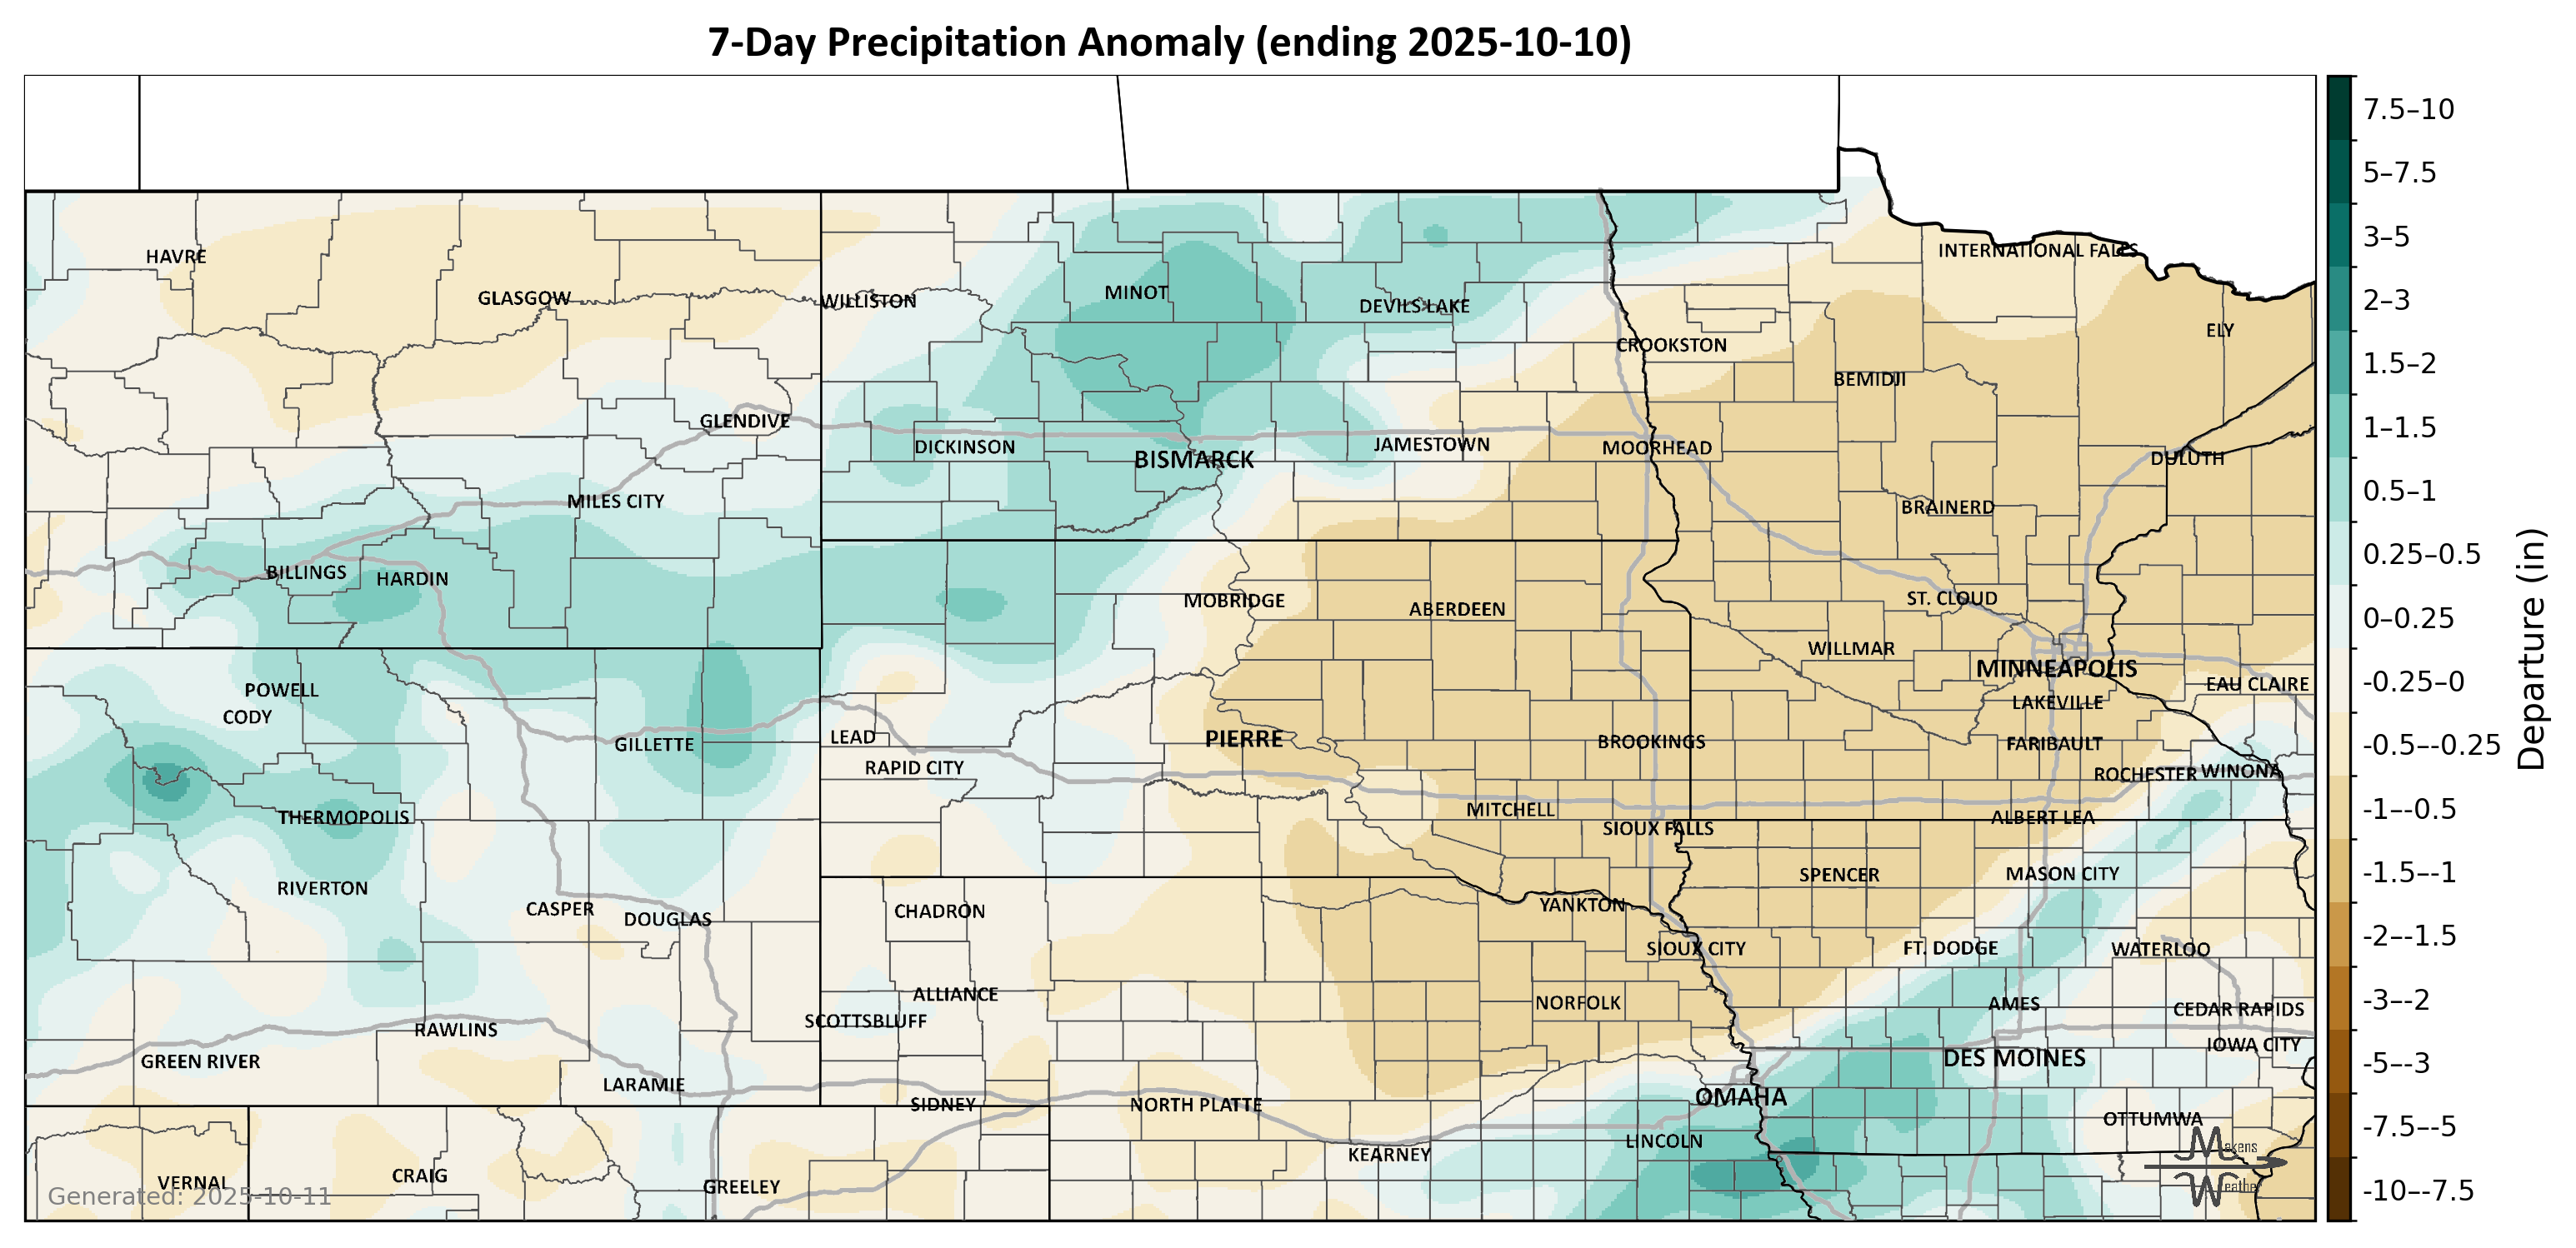 7-Day Precipitation Anomaly (ending 2025-10-10)
7.5–10
5–7.5
3–5
2–3
1.5–2
1–1.5
0.5–1
0.25–0.5
0–0.25
-0.25–0
-0.5–-0.25
-1–-0.5
-1.5–-1
-2–-1.5
-3–-2
-5–-3
-7.5–-5
-10–-7.5
Departure (in)
HAVRE
INTERNATIONAL FALLS
GLASGOW
WILLISTON
MINOT
DEVILS LAKE
ELY
CROOKSTON
BEMIDJI
GLENDIVE
DICKINSON
BISMARCK
JAMESTOWN
MOORHEAD
DULUTH
MILES CITY
BRAINERD
BILLINGS
HARDIN
MOBRIDGE
ABERDEEN
ST. CLOUD
WILLMAR
MINNEAPOLIS
POWELL
EAU CLAIRE
CODY
LAKEVILLE
GILLETTE
LEAD
PIERRE
BROOKINGS
FARIBAULT
RAPID CITY
ROCHESTER
WINONA
THERMOPOLIS
MITCHELL
ALBERT LEA
SIOUX FALLS
RIVERTON
SPENCER
MASON CITY
CASPER
DOUGLAS
CHADRON
YANKTON
SIOUX CITY
FT. DODGE
WATERLOO
ALLIANCE
NORFOLK
AMES
CEDAR RAPIDS
RAWLINS
SCOTTSBLUFF
IOWA CITY
GREEN RIVER
DES MOINES
LARAMIE
SIDNEY
NORTH PLATTE
OMAHA
OTTUMWA
LINCOLN
KEARNEY
VERNAL
CRAIG
GREELEY
Generated: 2025-10-11
Makens
Weather